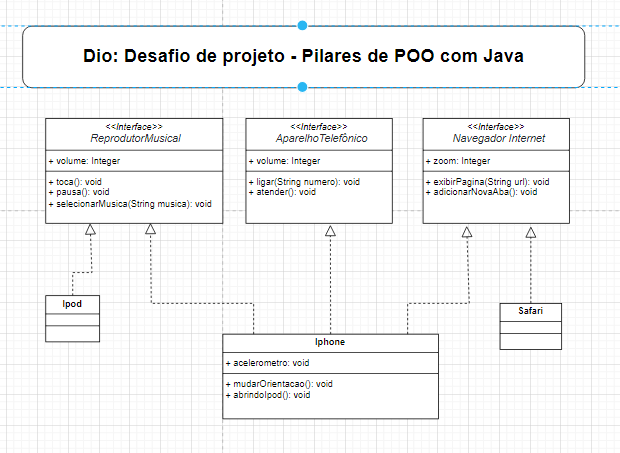 Dio: Desafio de projeto - Pilares de POO com Java
<<Interface>>
ReprodutorMusical
+ volume: Integer
+ toca(): void
+ pausa(): void
+ selecionarMusica(String musica): void
<<Interface>>
AparelhoTelefônico
+ volume: Integer
+ ligar(String numero): void
+ atender(): void
<<Interface>>
Navegador Internet
+ zoom: Integer
+ exibirPagina(String url): void
+ adicionarNovaAba(): void
Ipod
Safari
Iphone
+ acelerometro: void
+ mudarOrientacao(): void
+ abrindoIpod(): void